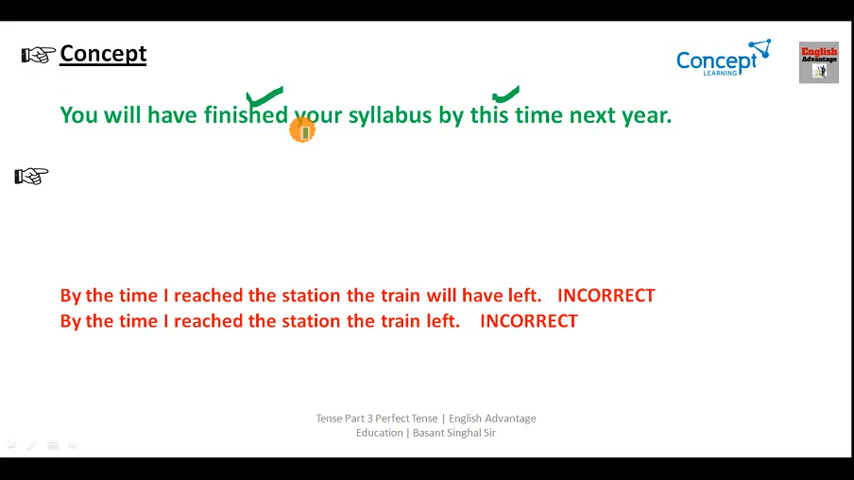 Concept
Concept
LEARNING
English
Advantage
You will have finished your syllabus by this time next year.
By the time I reached the station the train will have left. INCORRECT
By the time I reached the station the train left. INCORRECT
Tense Part 3 Perfect Tense | English Advantage
Education | Basant Singhal Sir